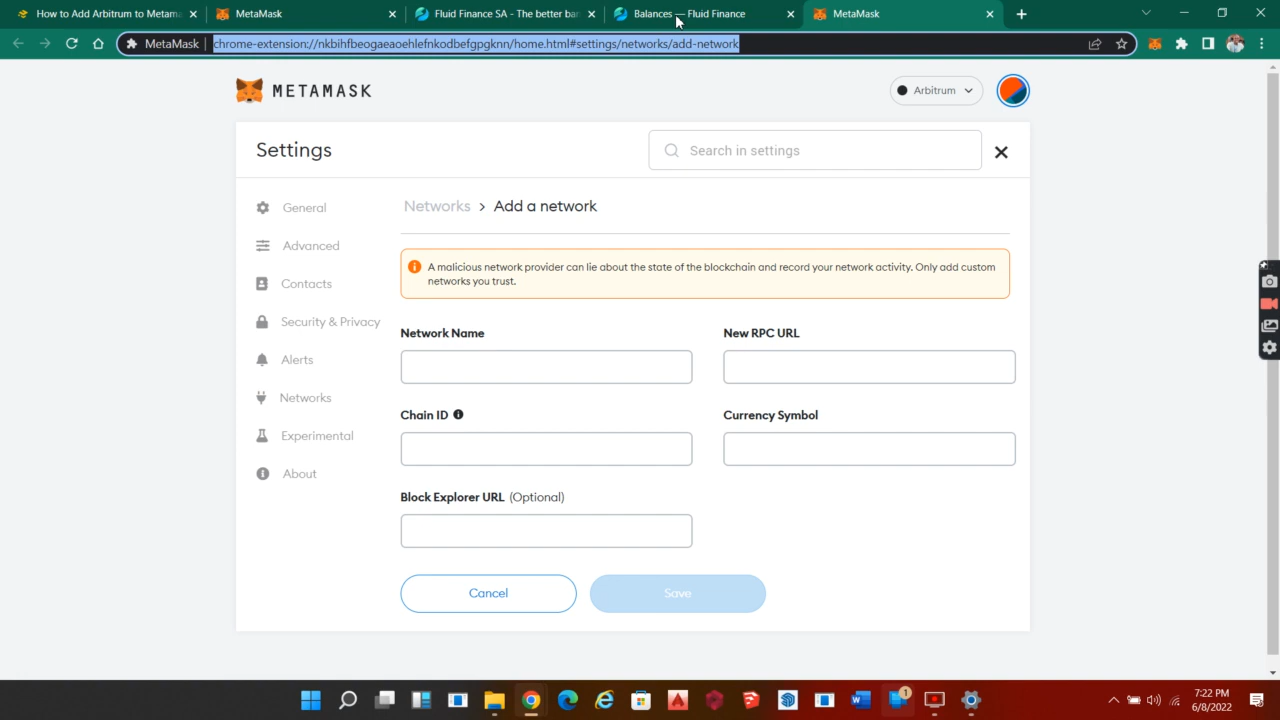 How to Add Arbitrum to Metama
MetaMask
Fluid Finance SA - The better ban
Balances — Fluid Finance
MetaMask
MetaMask
chrome-extension://nkbihfbeogaeaoehlefnkodbefgpgknn/home.html#settings/networks/add-network
METAMASK
Arbitrum
Settings
Search in settings
General
Advanced
Contacts
Security & Privacy
Alerts
Networks
Experimental
About
Networks > Add a network
A malicious network provider can lie about the state of the blockchain and record your network activity. Only add custom
networks you trust.
Network Name
New RPC URL
Chain ID
Currency Symbol
Block Explorer URL (Optional)
Cancel
Save
1
7:22 PM
6/8/2022